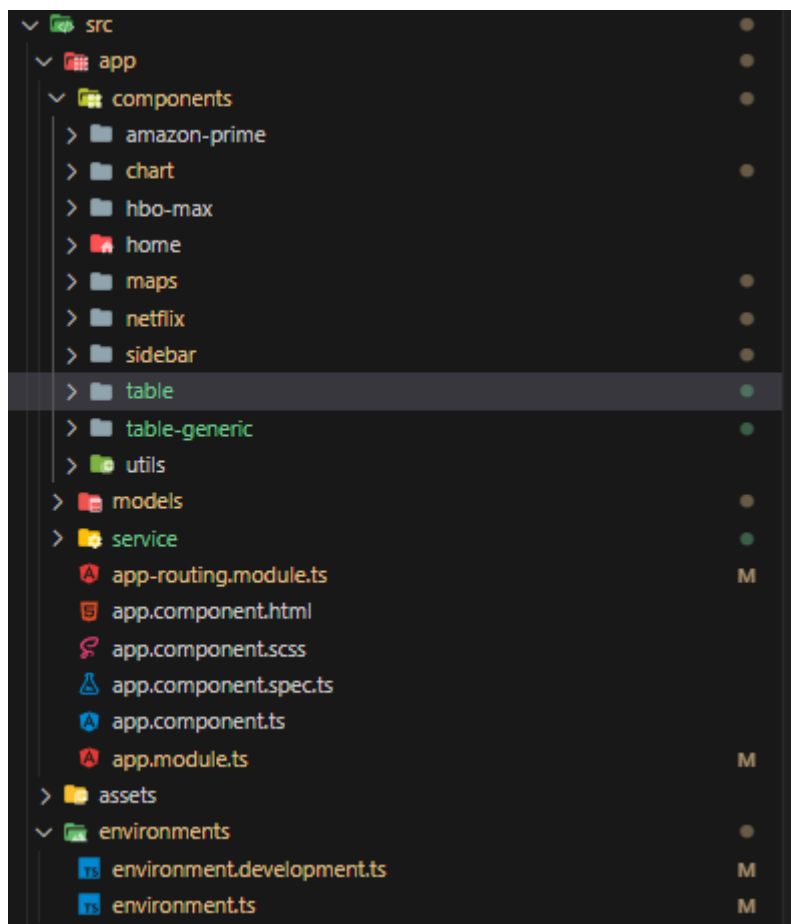 src
app
components
amazon-prime
chart
hbo-max
home
maps
netflix
sidebar
table
table-generic
utils
models
service
app-routing.module.ts M
app.component.html
app.component.scss
app.component.spec.ts
app.component.ts
app.module.ts M
assets
environments
TS environment.development.ts M
TS environment.ts M